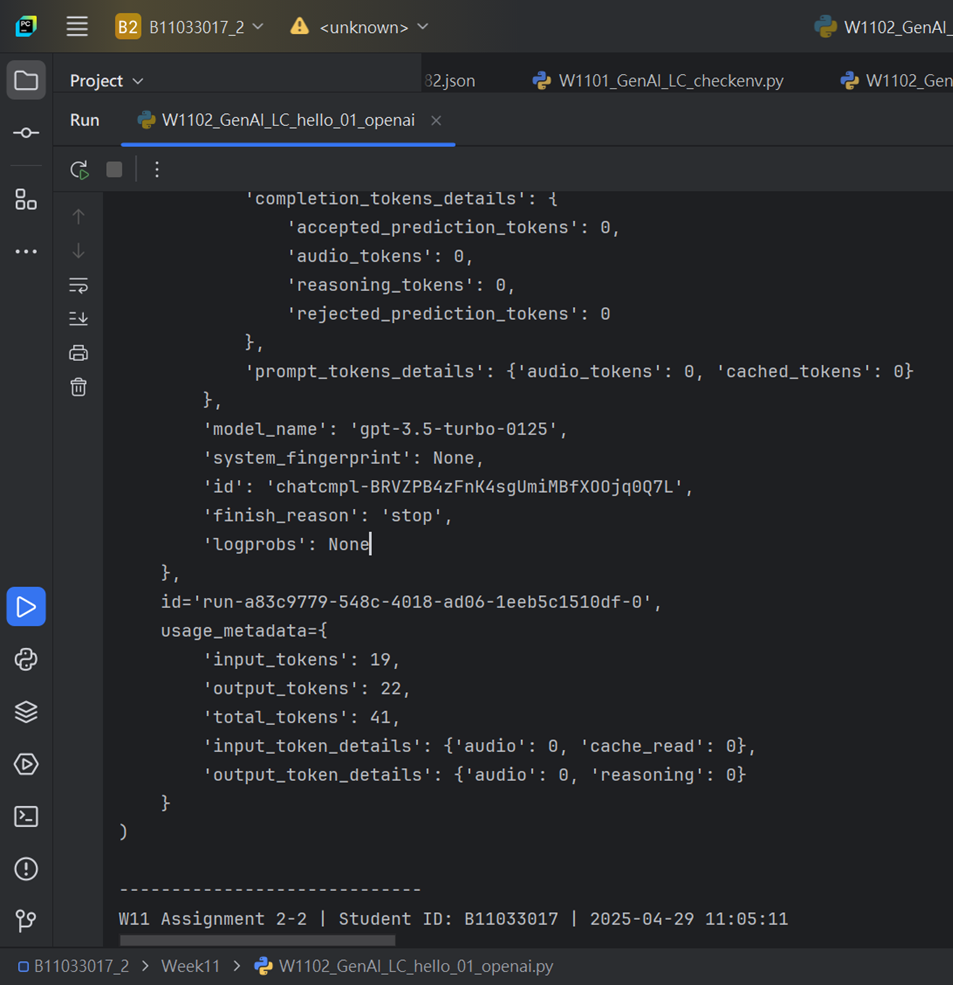 PC
B2 B11033017_2 <unknown> W1102_GenAI_
Project 82.json W1101_GenAI_LC_checkenv.py W1102_Gen
Run W1102_GenAI_LC_hello_01_openai
'completion_tokens_details': {
'accepted_prediction_tokens': 0,
'audio_tokens': 0,
'reasoning_tokens': 0,
'rejected_prediction_tokens': 0
},
'prompt_tokens_details': {'audio_tokens': 0, 'cached_tokens': 0}
},
'model_name': 'gpt-3.5-turbo-0125',
'system_fingerprint': None,
'id': 'chatcmpl-BRVZPB4zFnK4sgUmiMBfXOOjq0Q7L',
'finish_reason': 'stop',
'logprobs': None
},
id='run-a83c9779-548c-4018-ad06-1eeb5c1510df-0',
usage_metadata={
'input_tokens': 19,
'output_tokens': 22,
'total_tokens': 41,
'input_token_details': {'audio': 0, 'cache_read': 0},
'output_token_details': {'audio': 0, 'reasoning': 0}
}
)
-----------------------------
W11 Assignment 2-2 | Student ID: B11033017 | 2025-04-29 11:05:11
B11033017_2 > Week11 > W1102_GenAI_LC_hello_01_openai.py